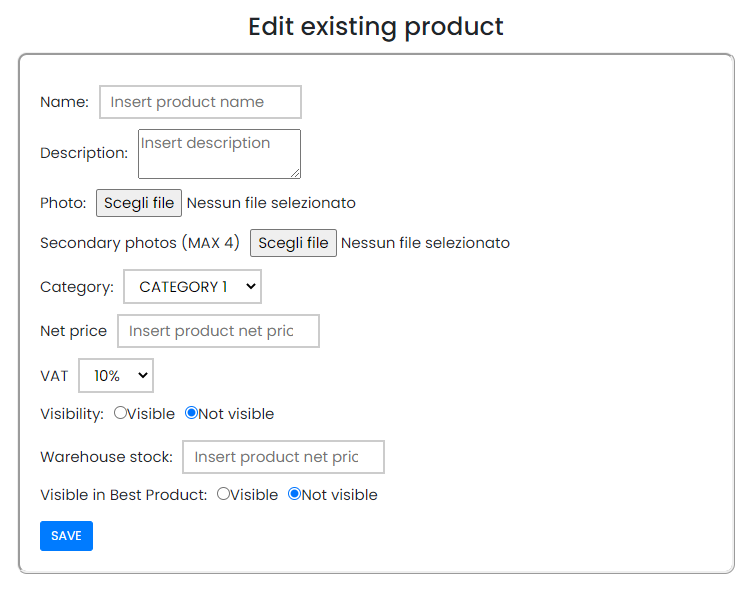 Edit existing product
Name: Insert product name
Description: Insert description
Photo: Scegli file Nessun file selezionato
Secondary photos (MAX 4) Scegli file Nessun file selezionato
Category: CATEGORY 1
Net price Insert product net pric
VAT 10%
Visibility: Visible Not visible
Warehouse stock: Insert product net pric
Visible in Best Product: Visible Not visible
SAVE